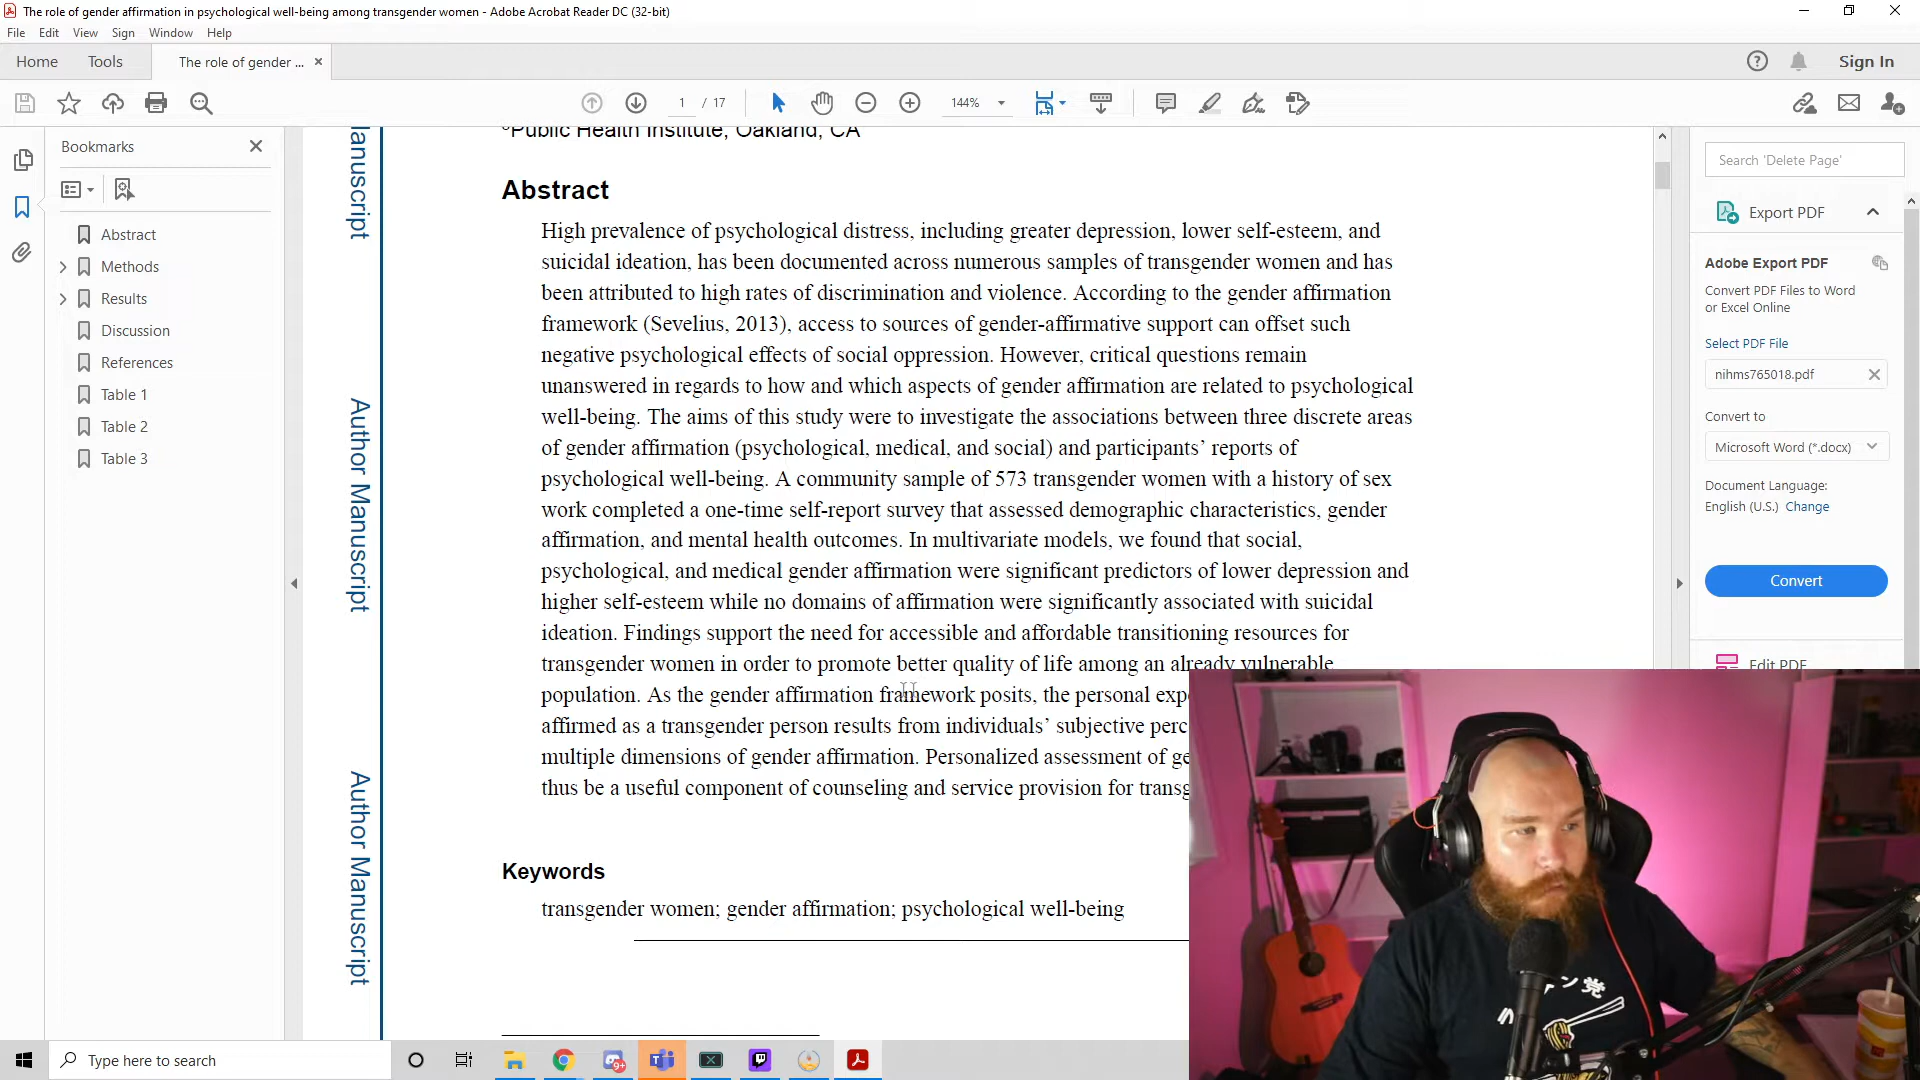 The role of gender affirmation in psychological well-being among transgender women - Adobe Acrobat Reader DC (32-bit)
File Edit View Sign Window Help
Home Tools The role of gender ... Sign In
1 / 17 144%
Bookmarks
Abstract
Methods
Results
Discussion
References
Table 1
Table 2
Table 3
Author Manuscript
Author Manuscript
Public Health Institute, Oakland, CA
Abstract
High prevalence of psychological distress, including greater depression, lower self-esteem, and
suicidal ideation, has been documented across numerous samples of transgender women and has
been attributed to high rates of discrimination and violence. According to the gender affirmation
framework (Sevelius, 2013), access to sources of gender-affirmative support can offset such
negative psychological effects of social oppression. However, critical questions remain
unanswered in regards to how and which aspects of gender affirmation are related to psychological
well-being. The aims of this study were to investigate the associations between three discrete areas
of gender affirmation (psychological, medical, and social) and participants’ reports of
psychological well-being. A community sample of 573 transgender women with a history of sex
work completed a one-time self-report survey that assessed demographic characteristics, gender
affirmation, and mental health outcomes. In multivariate models, we found that social,
psychological, and medical gender affirmation were significant predictors of lower depression and
higher self-esteem while no domains of affirmation were significantly associated with suicidal
ideation. Findings support the need for accessible and affordable transitioning resources for
transgender women in order to promote better quality of life among an already vulnerable
population. As the gender affirmation framework posits, the personal
affirmed as a transgender person results from individuals’ subjective
multiple dimensions of gender affirmation. Personalized assessment of
thus be a useful component of counseling and service provision for
Keywords
transgender women; gender affirmation; psychological well-being
Search 'Delete Page'
Export PDF
Adobe Export PDF
Convert PDF Files to Word
or Excel Online
Select PDF File
nihms765018.pdf
Convert to
Microsoft Word (*.docx)
Document Language:
English (U.S.) Change
Convert
Edit PDF
Type here to search